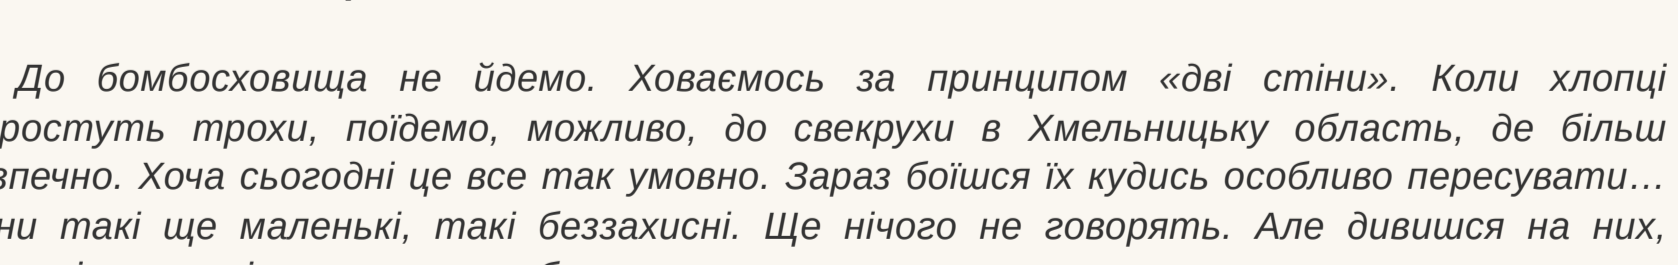 До бомбосховища не йдемо. Ховаємось за принципом «дві стіни». Коли хлопці
ростуть трохи, поїдемо, можливо, до свекрухи в Хмельницьку область, де більш
зпечно. Хоча сьогодні це все так умовно. Зараз боїшся їх кудись особливо пересувати…
ни такі ще маленькі, такі беззахисні. Ще нічого не говорять. Але дивишся на них,